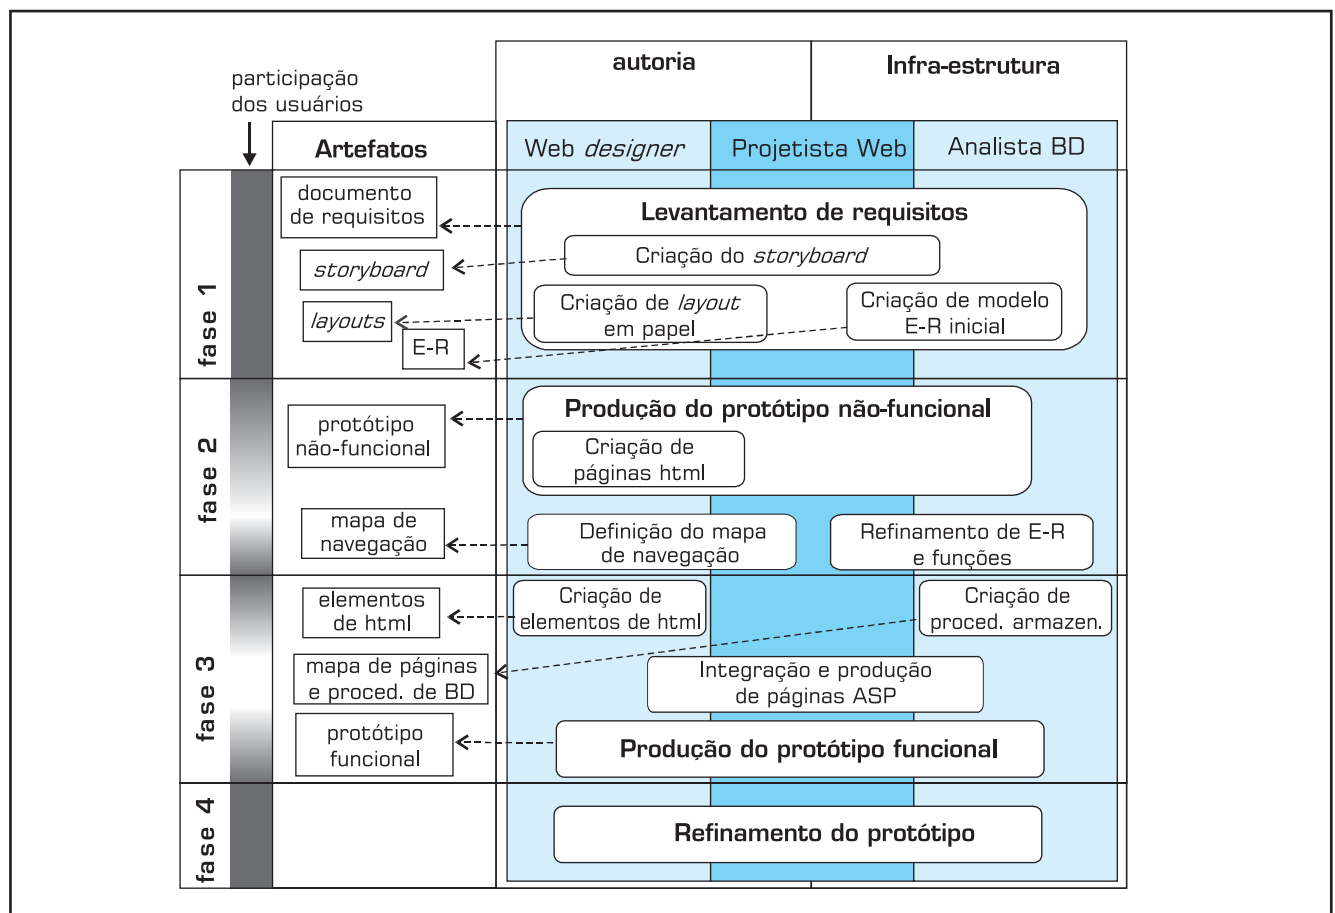 autoria
Infra-estrutura
participação
dos usuários
Artefatos
Web designer
Projetista Web
Analista BD
fase 1
documento
de requisitos
Levantamento de requisitos
storyboard
Criação do storyboard
layouts
Criação de layout
em papel
Criação de modelo
E-R inicial
E-R
fase 2
protótipo
não-funcional
Produção do protótipo não-funcional
Criação de
páginas html
mapa de
navegação
Definição do mapa
de navegação
Refinamento de E-R
e funções
fase 3
elementos
de html
Criação de
elementos de html
Criação de
proced. armazen.
mapa de páginas
e proced. de BD
Integração e produção
de páginas ASP
protótipo
funcional
Produção do protótipo funcional
fase 4
Refinamento do protótipo